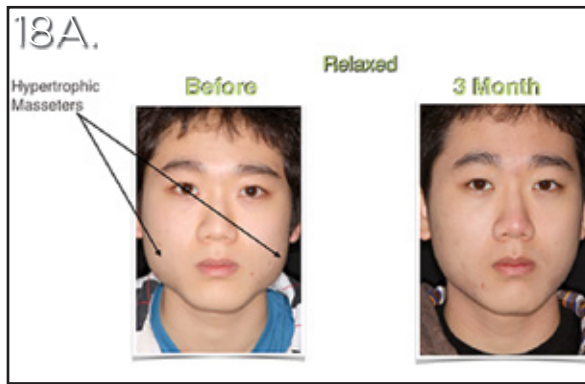 18A.
Relaxed
Hypertrophic
Masseters
Before
3 Month